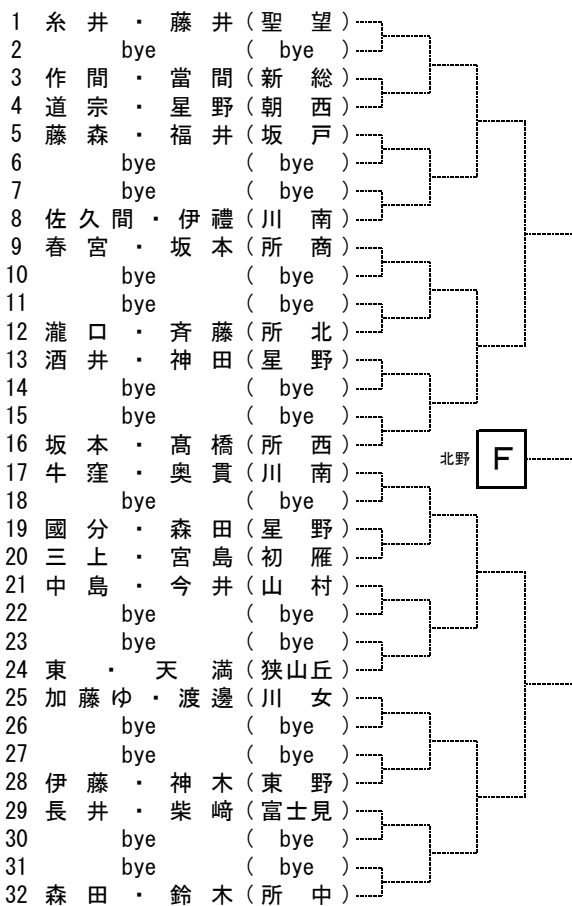 1 糸井・藤井(聖望)
2 bye (bye)
3 作間・當間(新総)
4 道宗・星野(朝西)
5 藤森・福井(坂戸)
6 bye (bye)
7 bye (bye)
8 佐久間・伊禮(川南)
9 春宮・坂本(所商)
10 bye (bye)
11 bye (bye)
12 瀧口・斉藤(所北)
13 酒井・神田(星野)
14 bye (bye)
15 bye (bye)
16 坂本・髙橋(所西)
北野 F
17 牛窪・奥貫(川南)
18 bye (bye)
19 國分・森田(星野)
20 三上・宮島(初雁)
21 中島・今井(山村)
22 bye (bye)
23 bye (bye)
24 東・天満(狭山丘)
25 加藤ゆ・渡邊(川女)
26 bye (bye)
27 bye (bye)
28 伊藤・神木(東野)
29 長井・柴﨑(富士見)
30 bye (bye)
31 bye (bye)
32 森田・鈴木(所中)